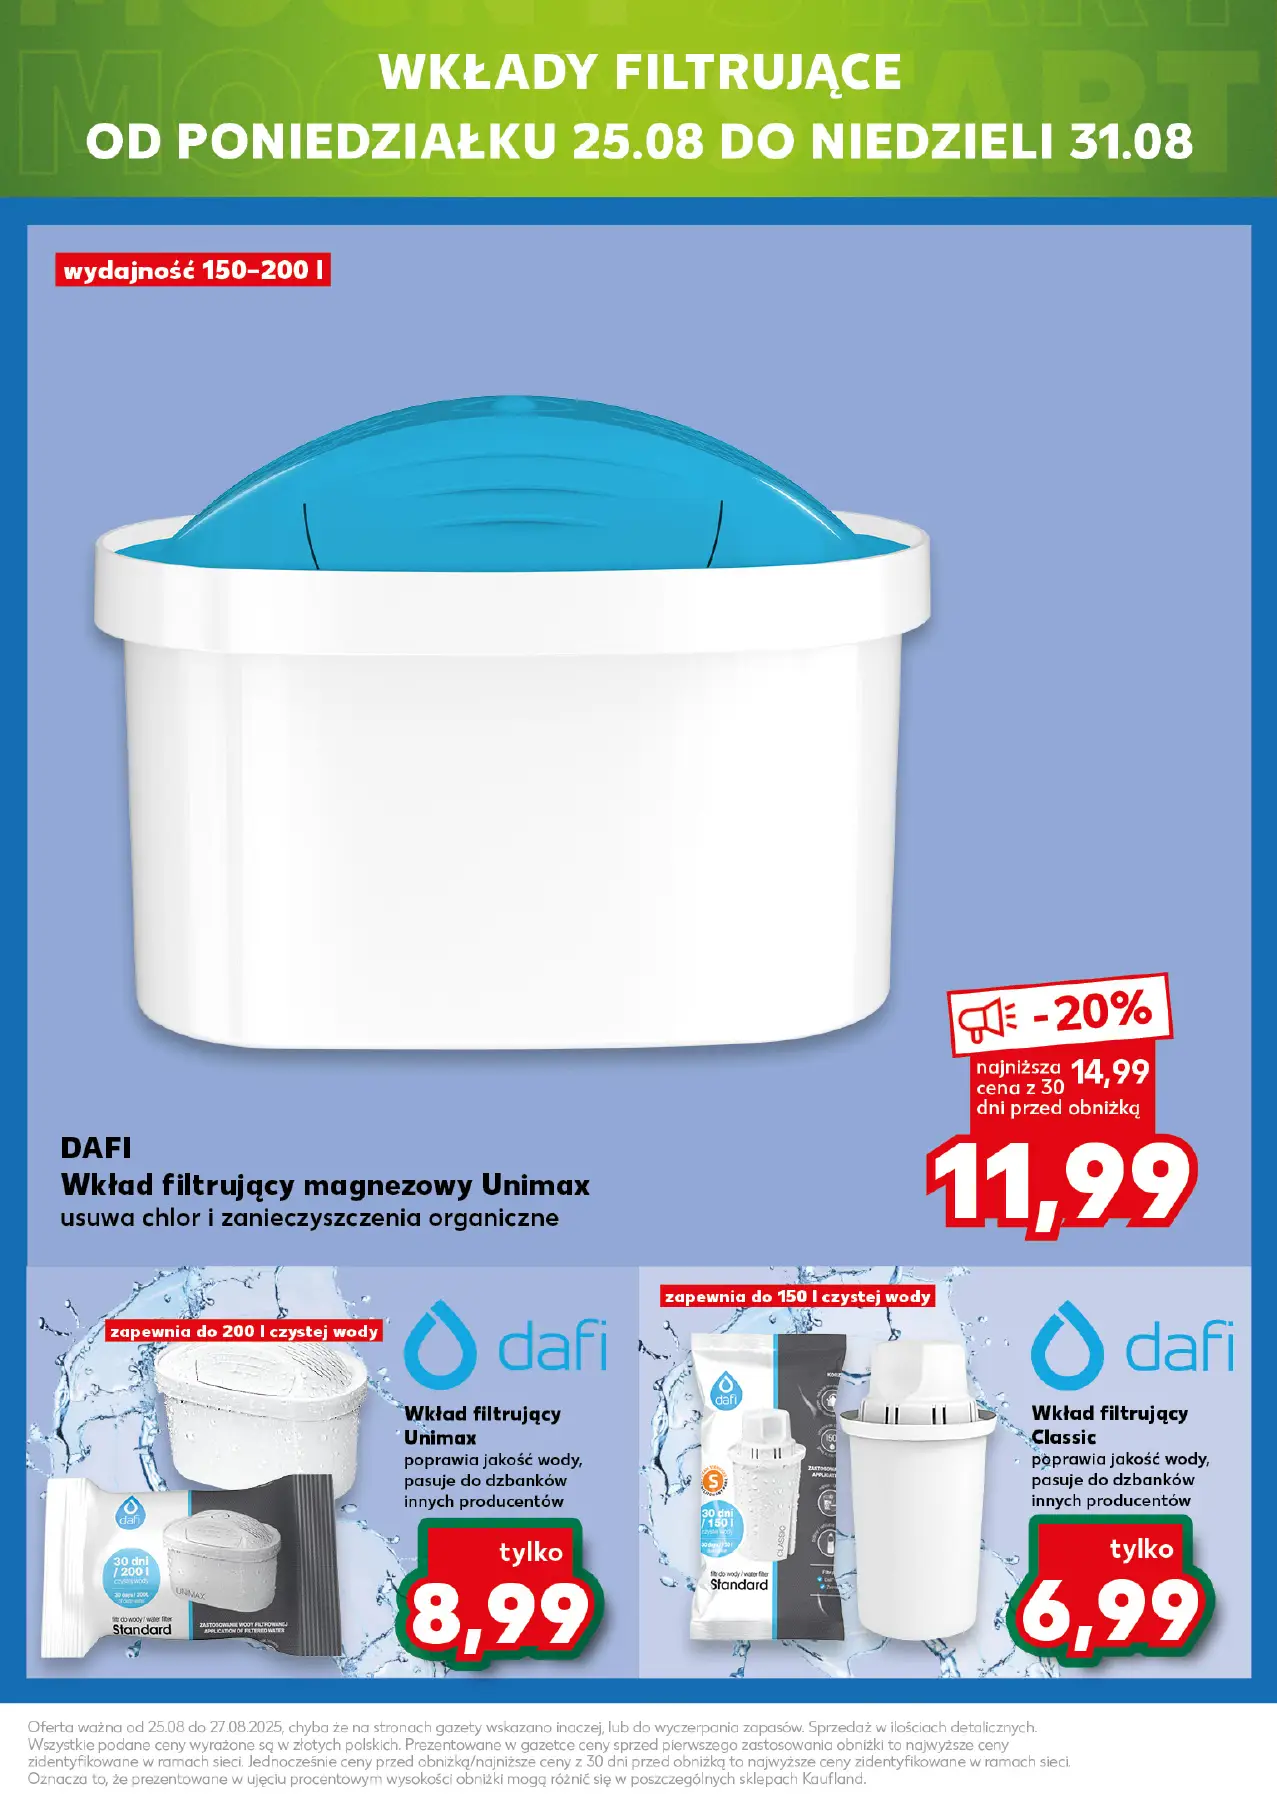 MOCNY START
MOCNY START
WKŁADY FILTRUJĄCE
OD PONIEDZIAŁKU 25.08 DO NIEDZIELI 31.08
wydajność 150–200 l
-20%
najniższa
cena z 30
dni przed obniżką
14,99
11,99
DAFI
Wkład filtrujący magnezowy Unimax
usuwa chlor i zanieczyszczenia organiczne
zapewnia do 200 l czystej wody
dafi
Wkład filtrujący
Unimax
poprawia jakość wody,
pasuje do dzbanków
innych producentów
tylko
8,99
dafi
30 dni
/ 200 l
czystej wody
UNIMAX
filtr do wody / water filter
Standard
ZASTOSOWANIE WODY FILTROWANEJ
APPLICATION OF FILTERED WATER
zapewnia do 150 l czystej wody
dafi
Wkład filtrujący
Classic
poprawia jakość wody,
pasuje do dzbanków
innych producentów
tylko
6,99
dafi
S
30 dni
/ 150 l
czystej wody
CLASSIC
filtr do wody / water filter
Standard
Oferta ważna od 25.08 do 27.08.2025, chyba że na stronach gazety wskazano inaczej, lub do wyczerpania zapasów. Sprzedaż w ilościach detalicznych.
Wszystkie podane ceny wyrażone są w złotych polskich. Prezentowane w gazetce ceny sprzed pierwszego zastosowania obniżki to najwyższe ceny
zidentyfikowane w ramach sieci. Jednocześnie ceny przed obniżką/najniższe ceny z 30 dni przed obniżką to najwyższe ceny zidentyfikowane w ramach sieci.
Oznacza to, że prezentowane w ujęciu procentowym wysokości obniżki mogą różnić się w poszczególnych sklepach Kaufland.